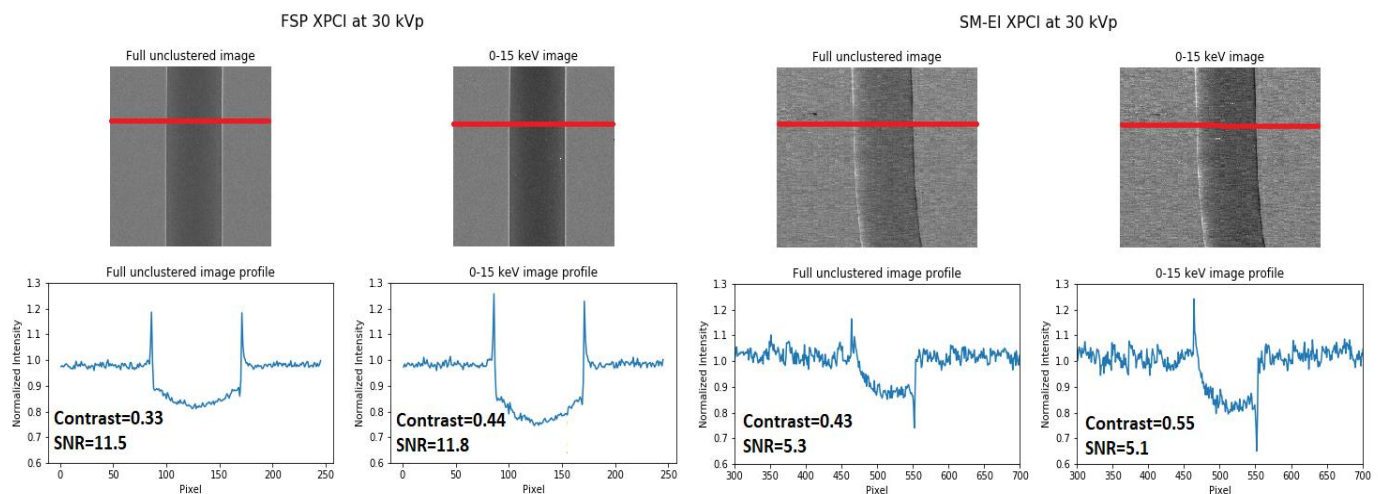 FSP XPCI at 30 kVp
SM-EI XPCI at 30 kVp
Full unclustered image
0-15 keV image
Full unclustered image
0-15 keV image
Full unclustered image profile
1.3
1.2
1.1
1.0
0.9
0.8
0.7
0.6
Normalized Intensity
Contrast=0.33
SNR=11.5
0
50
100
150
200
250
Pixel
0-15 keV image profile
1.3
1.2
1.1
1.0
0.9
0.8
0.7
0.6
Normalized Intensity
Contrast=0.44
SNR=11.8
0
50
100
150
200
250
Pixel
Full unclustered image profile
1.3
1.2
1.1
1.0
0.9
0.8
0.7
0.6
Normalized Intensity
Contrast=0.43
SNR=5.3
300
350
400
450
500
550
600
650
700
Pixel
0-15 keV image profile
1.3
1.2
1.1
1.0
0.9
0.8
0.7
0.6
Normalized Intensity
Contrast=0.55
SNR=5.1
300
350
400
450
500
550
600
650
700
Pixel